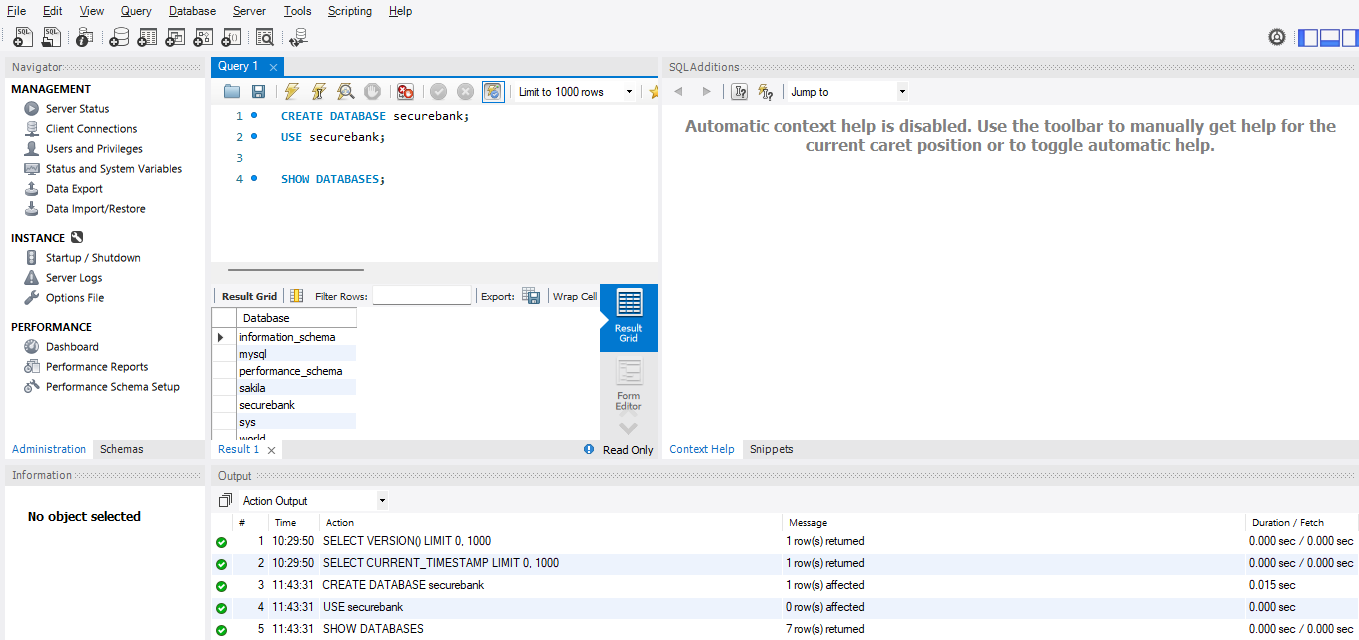 File Edit View Query Database Server Tools Scripting Help
Navigator
MANAGEMENT
Server Status
Client Connections
Users and Privileges
Status and System Variables
Data Export
Data Import/Restore
INSTANCE
Startup / Shutdown
Server Logs
Options File
PERFORMANCE
Dashboard
Performance Reports
Performance Schema Setup
Administration Schemas
Information
No object selected
Query 1
Limit to 1000 rows
1 CREATE DATABASE securebank;
2 USE securebank;
3
4 SHOW DATABASES;
Result Grid Filter Rows: Export: Wrap Cell
Database
information_schema
mysql
performance_schema
sakila
securebank
sys
world
Result
Grid
Form
Editor
Result 1 Read Only
SQLAdditions
Jump to
Automatic context help is disabled. Use the toolbar to manually get help for the
current caret position or to toggle automatic help.
Context Help Snippets
Output
Action Output
# Time Action Message Duration / Fetch
1 10:29:50 SELECT VERSION() LIMIT 0, 1000 1 row(s) returned 0.000 sec / 0.000 sec
2 10:29:50 SELECT CURRENT_TIMESTAMP LIMIT 0, 1000 1 row(s) returned 0.000 sec / 0.000 sec
3 11:43:31 CREATE DATABASE securebank 1 row(s) affected 0.015 sec
4 11:43:31 USE securebank 0 row(s) affected 0.000 sec
5 11:43:31 SHOW DATABASES 7 row(s) returned 0.000 sec / 0.000 sec